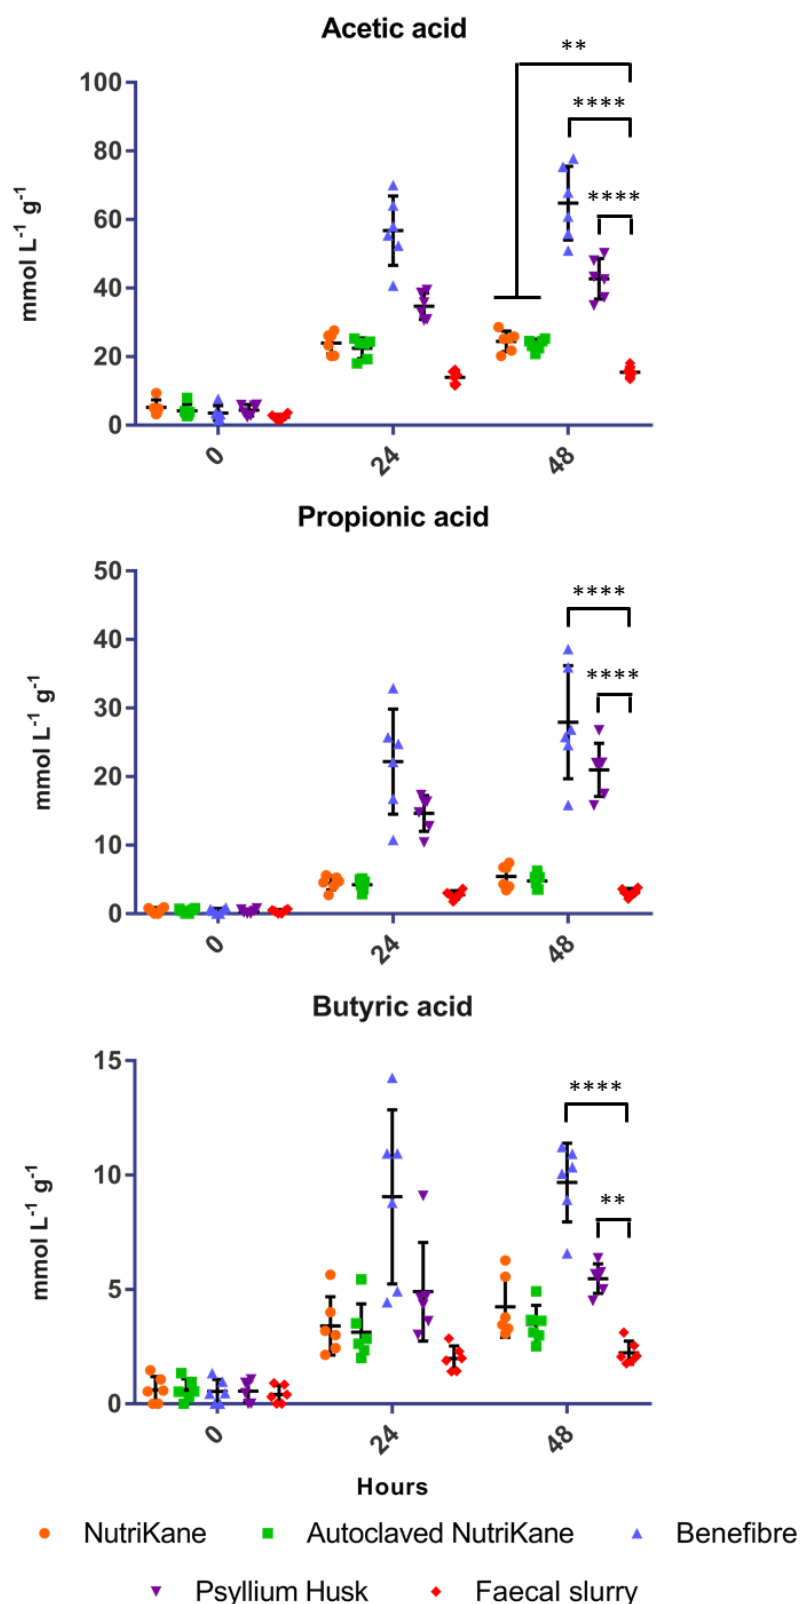 Acetic acid
**
100
****
80
mmol L-1 g-1
****
60
40
20
0
0 24 48
Propionic acid
50
****
40
mmol L-1 g-1
****
30
20
10
0
0 24 48
Butyric acid
15
****
mmol L-1 g-1
10
**
5
0
0 24 48
Hours
NutriKane Autoclaved NutriKane Benefibre
Psyllium Husk Faecal slurry